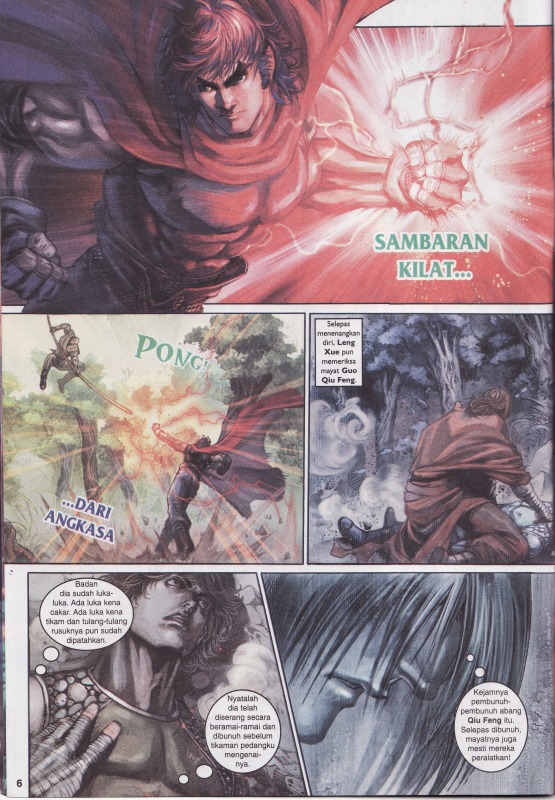 SAMBARAN
KILAT...
PONG!
...DARI
ANGKASA
Selepas
menenangkan
diri, Leng
Xue pun
memeriksa
mayat Guo
Qiu Feng.
Badan
dia sudah luka-
luka. Ada luka kena
cakar. Ada luka kena
tikam dan tulang-tulang
rusuknya pun sudah
dipatahkan.
Nyatalah
dia telah
diserang secara
beramai-ramai dan
dibunuh sebelum
tikaman pedangku
mengenai-
nya.
Kejamnya
pembunuh-
pembunuh abang
Qiu Feng itu.
Selepas dibunuh,
mayatnya juga
mesti mereka
peralatkan!
6